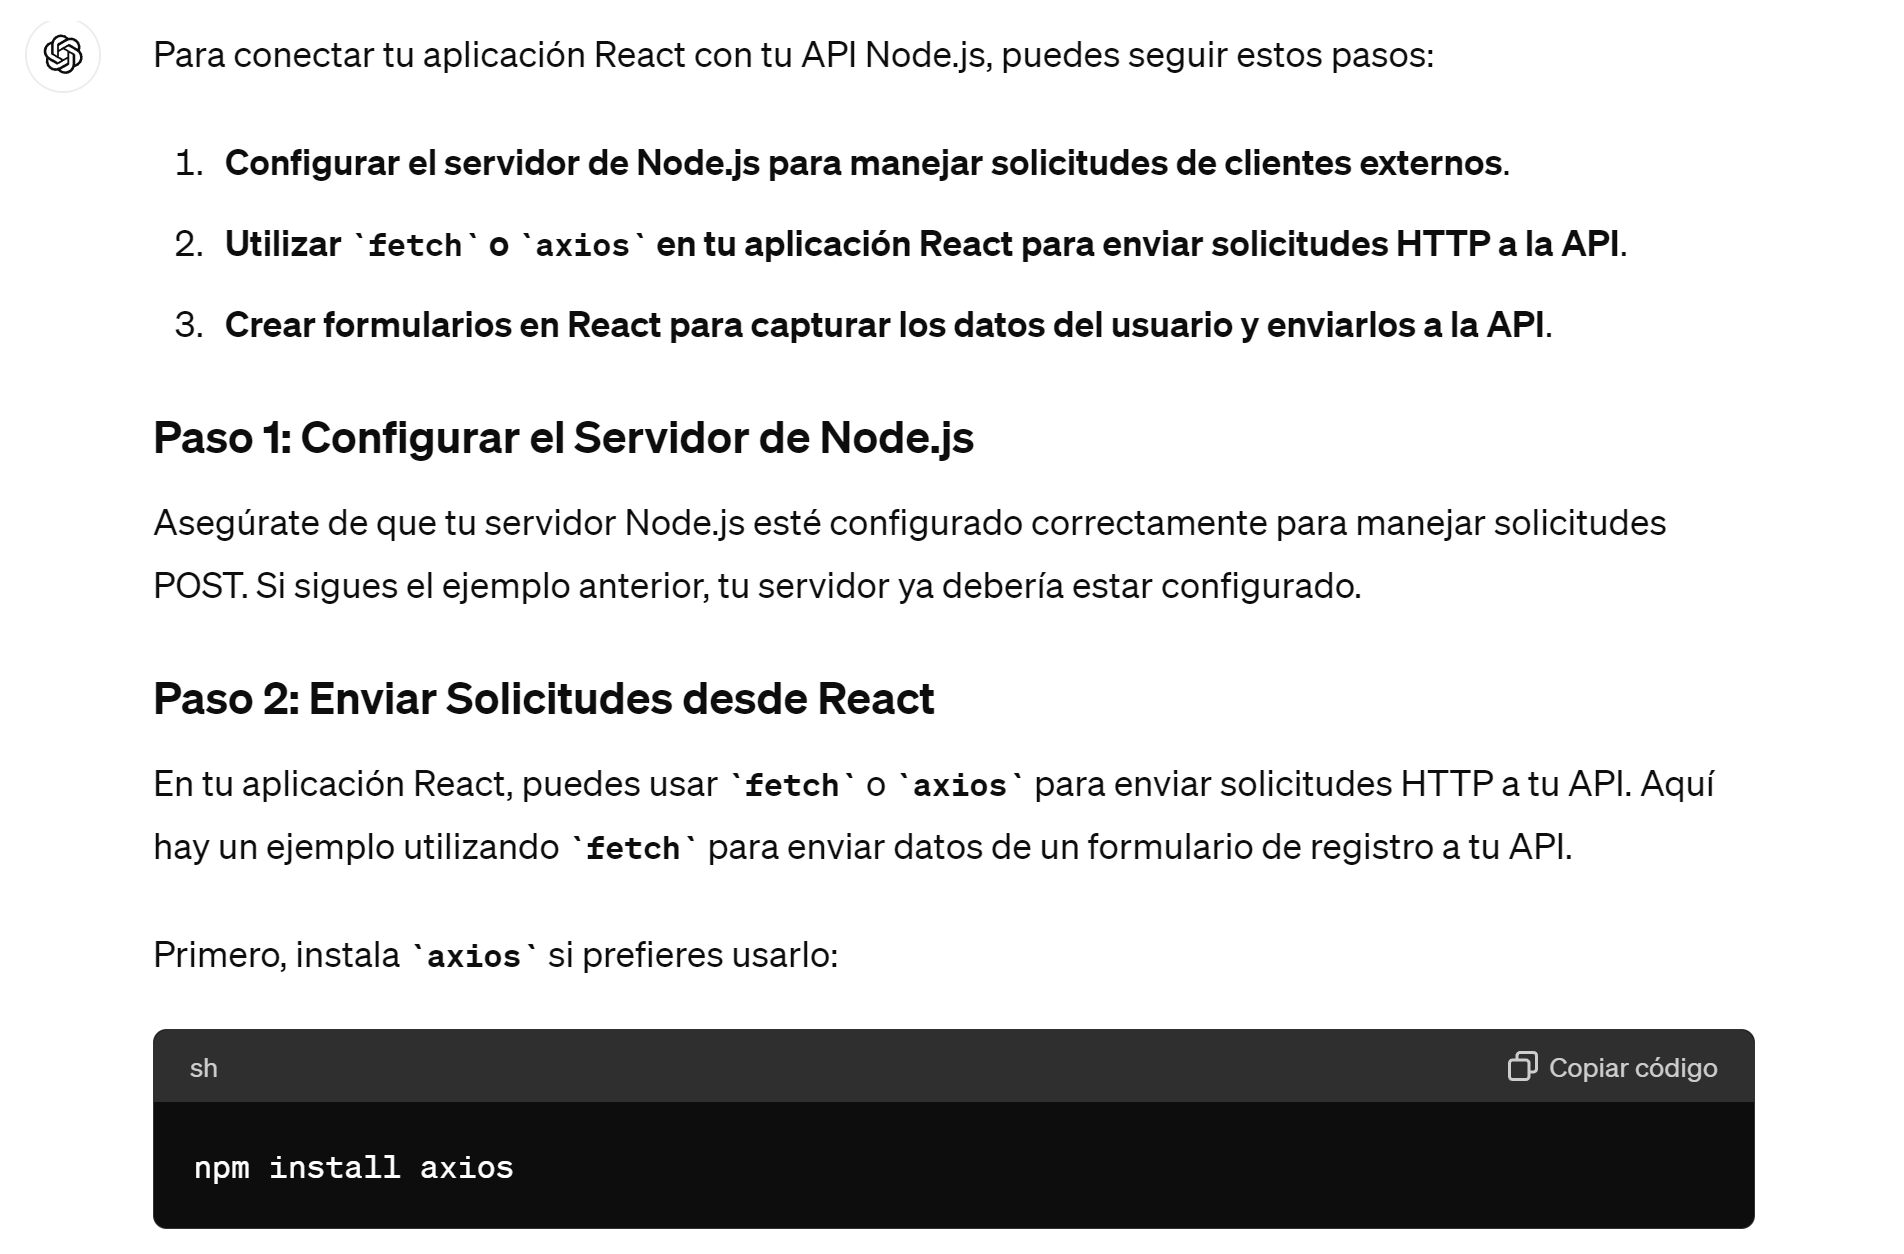 Para conectar tu aplicación React con tu API Node.js, puedes seguir estos pasos:
1. Configurar el servidor de Node.js para manejar solicitudes de clientes externos.
2. Utilizar `fetch` o `axios` en tu aplicación React para enviar solicitudes HTTP a la API.
3. Crear formularios en React para capturar los datos del usuario y enviarlos a la API.
Paso 1: Configurar el Servidor de Node.js
Asegúrate de que tu servidor Node.js esté configurado correctamente para manejar solicitudes
POST. Si sigues el ejemplo anterior, tu servidor ya debería estar configurado.
Paso 2: Enviar Solicitudes desde React
En tu aplicación React, puedes usar `fetch` o `axios` para enviar solicitudes HTTP a tu API. Aquí
hay un ejemplo utilizando `fetch` para enviar datos de un formulario de registro a tu API.
Primero, instala `axios` si prefieres usarlo:
sh Copiar código
npm install axios